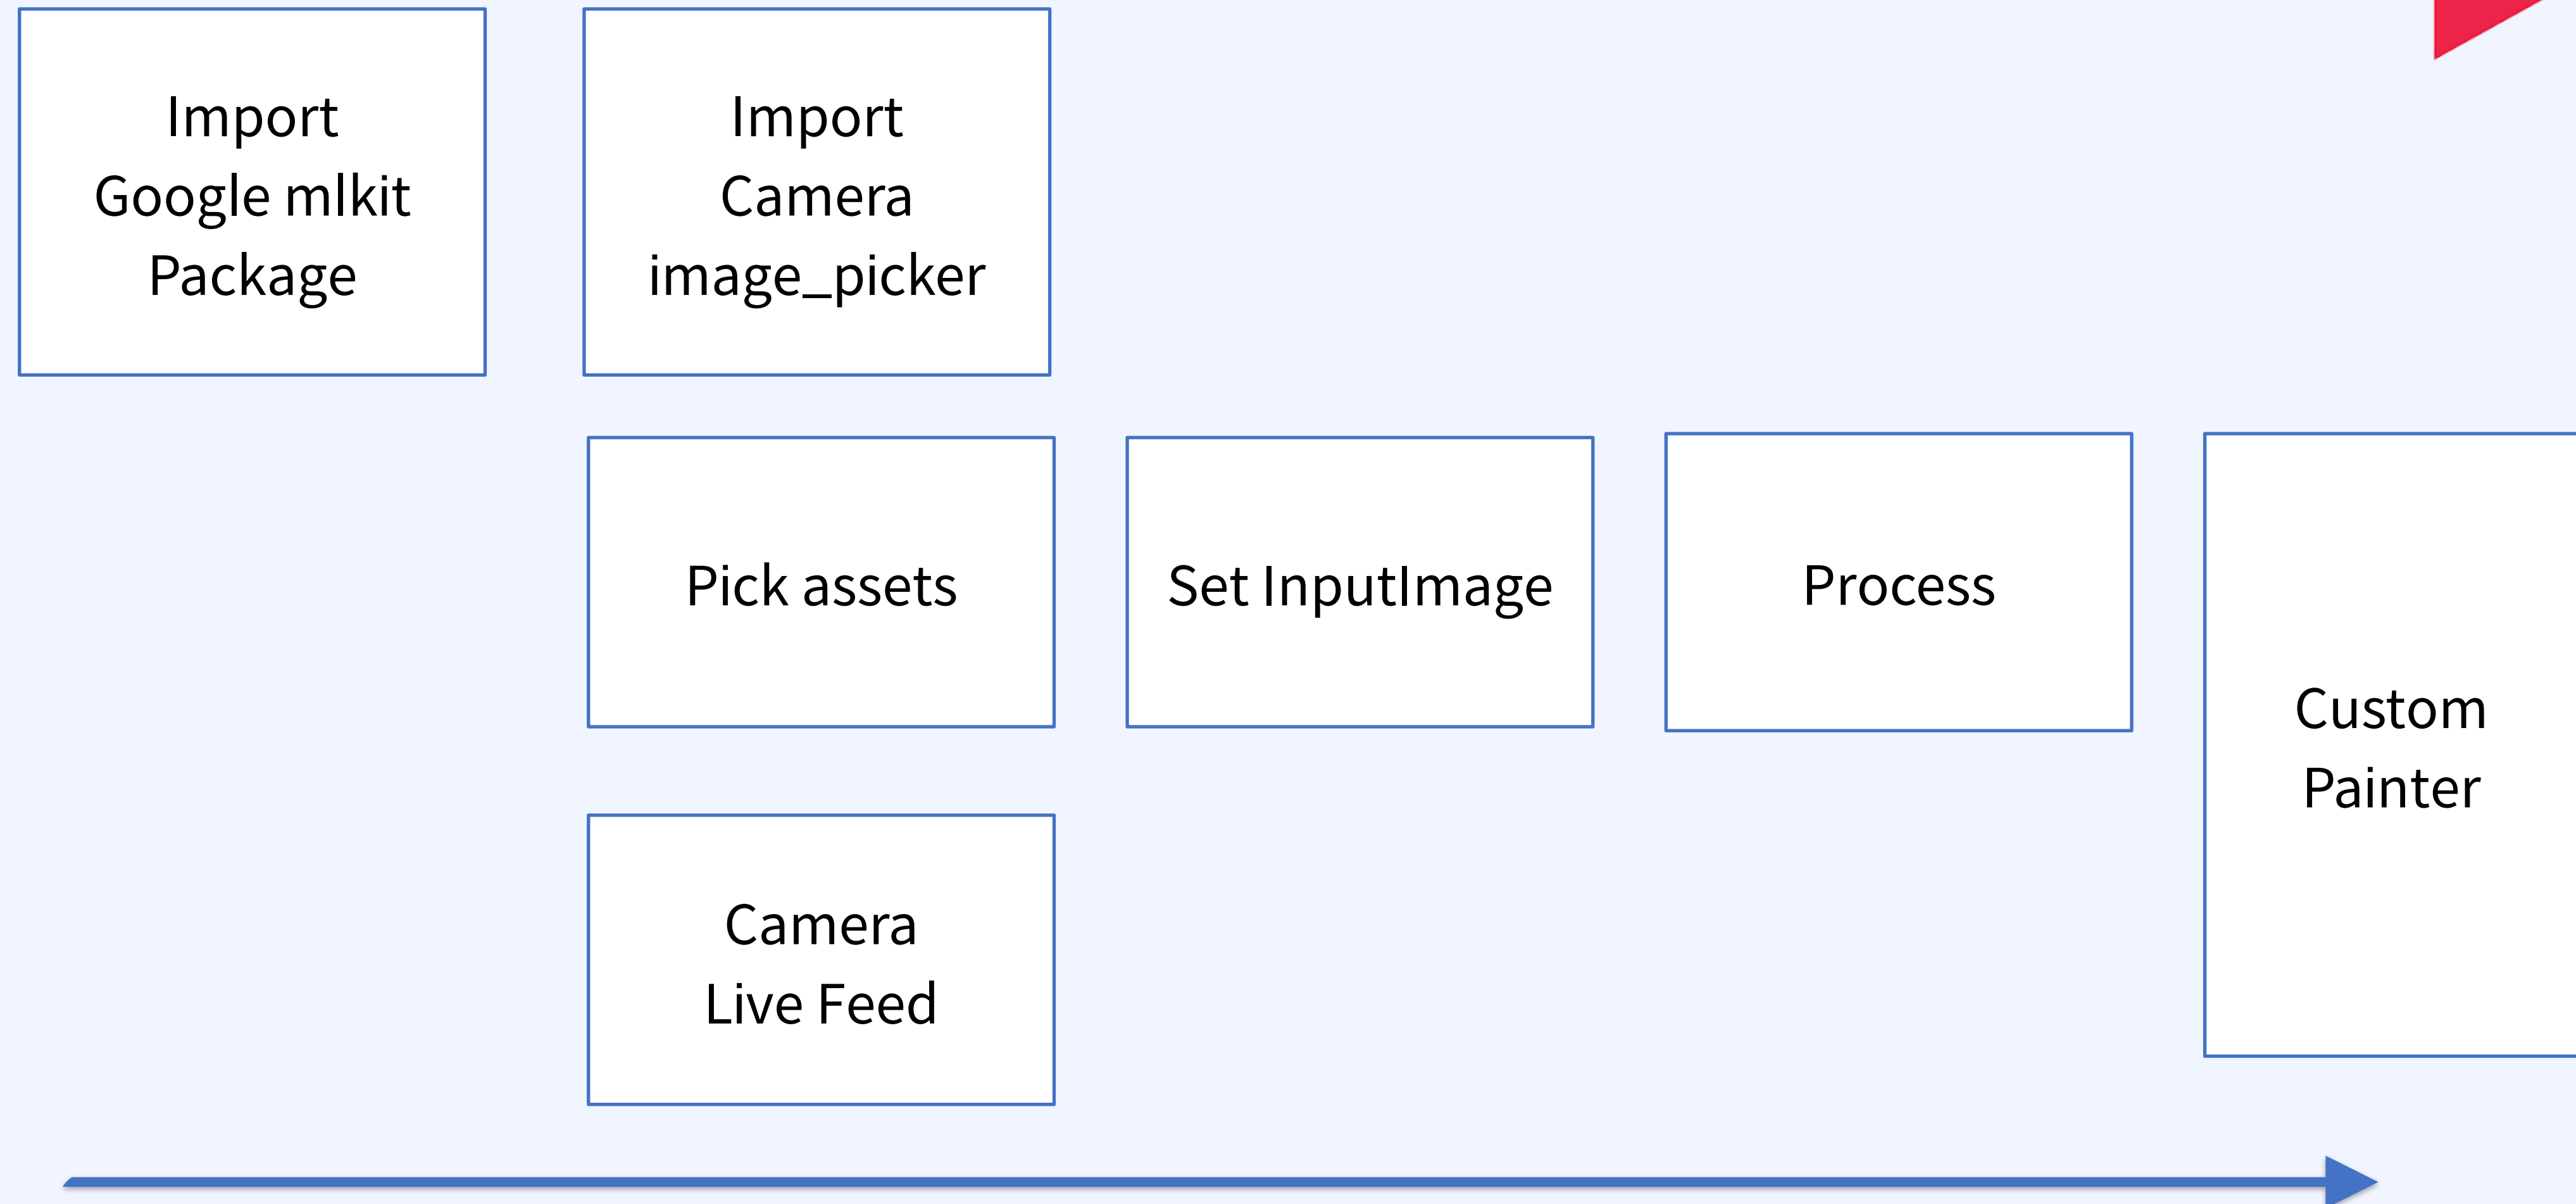 Import
Google mlkit
Package
Import
Camera
image_picker
Pick assets
Set InputImage
Process
Custom
Painter
Camera
Live Feed